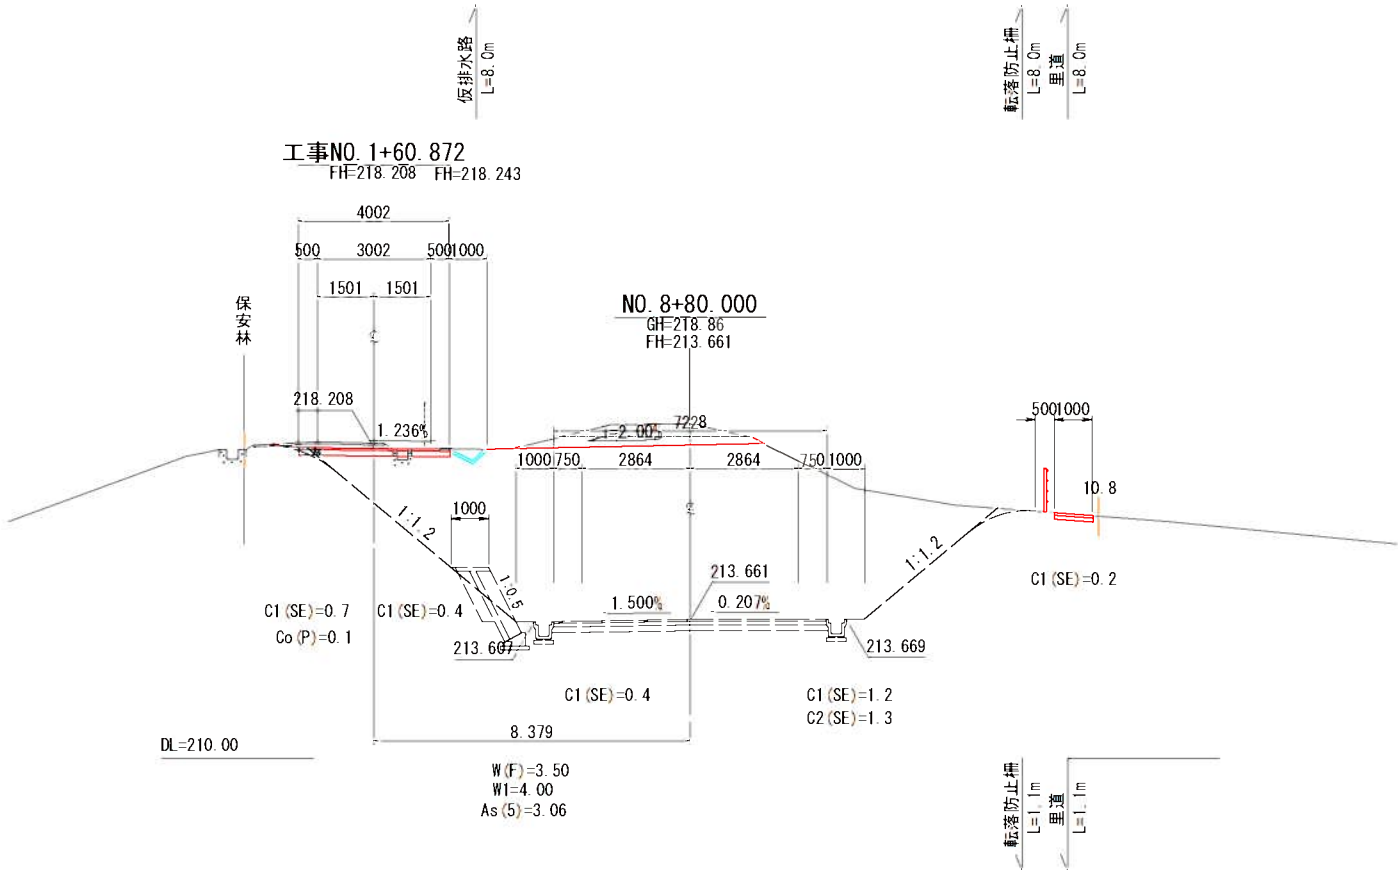 仮排水路
L=8.0m
転落防止柵
L=8.0m
里道
L=8.0m
工事NO.1+60.872
FH=218.208 FH=218.243
4002
500 3002 500 1000
1501 1501
保安林
NO.8+80.000
GH=218.86
FH=213.661
218.208
1.236%
7228
i=2.00%
500 1000
1000 750 2864 2864 750 1000
10.8
1000
1:1.2
1:1.2
1:0.5
213.661
C1(SE)=0.2
1.500% 0.207%
C1(SE)=0.7 C1(SE)=0.4
Co(P)=0.1
213.607
213.669
C1(SE)=0.4
C1(SE)=1.2
C2(SE)=1.3
8.379
DL=210.00
W(F)=3.50
W1=4.00
As(5)=3.06
転落防止柵
L=1.1m
里道
L=1.1m